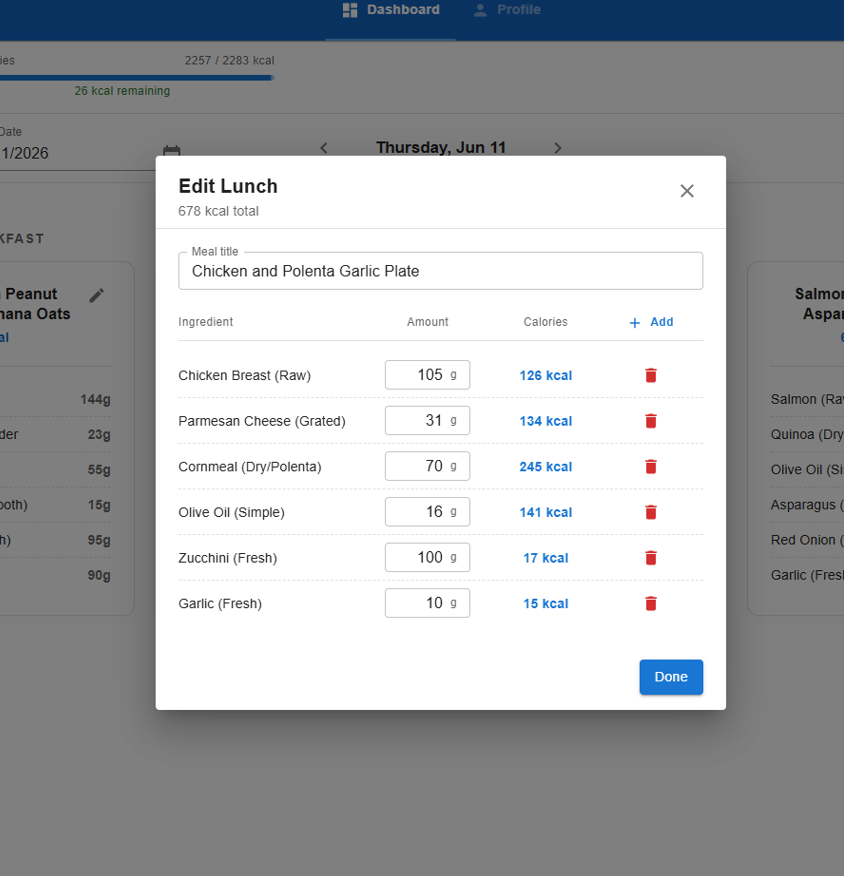 Dashboard Profile
ies 2257 / 2283 kcal
26 kcal remaining
Date
1/2026
Thursday, Jun 11
KFAST
Peanut
nana Oats
al
144g
der 23g
55g
ooth) 15g
h) 95g
90g
Edit Lunch
678 kcal total
Meal title
Chicken and Polenta Garlic Plate
Ingredient Amount Calories + Add
Chicken Breast (Raw) 105 g 126 kcal
Parmesan Cheese (Grated) 31 g 134 kcal
Cornmeal (Dry/Polenta) 70 g 245 kcal
Olive Oil (Simple) 16 g 141 kcal
Zucchini (Fresh) 100 g 17 kcal
Garlic (Fresh) 10 g 15 kcal
Done
Salmo
Aspar
Salmon (Ra
Quinoa (Dry
Olive Oil (Si
Asparagus (
Red Onion (
Garlic (Fres